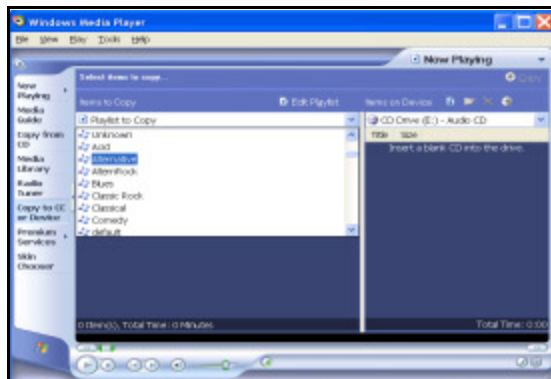 Windows Media Player
File View Play Tools Help
Now Playing
Select items to copy...
Copy
Now
Playing
Items to Copy
Edit Playlist
Items on Device
Media
Guide
Playlist to Copy
CD Drive (E:) - Audio CD
Copy from
CD
Unknown
Title Size
Acid
Insert a blank CD into the drive.
Media
Library
Alternative
AlternRock
Radio
Tuner
Blues
Classic Rock
Copy to CD
or Device
Classical
Comedy
Premium
Services
default
Skin
Chooser
0 Item(s), Total Time: 0 Minutes
Total Time: 0:00